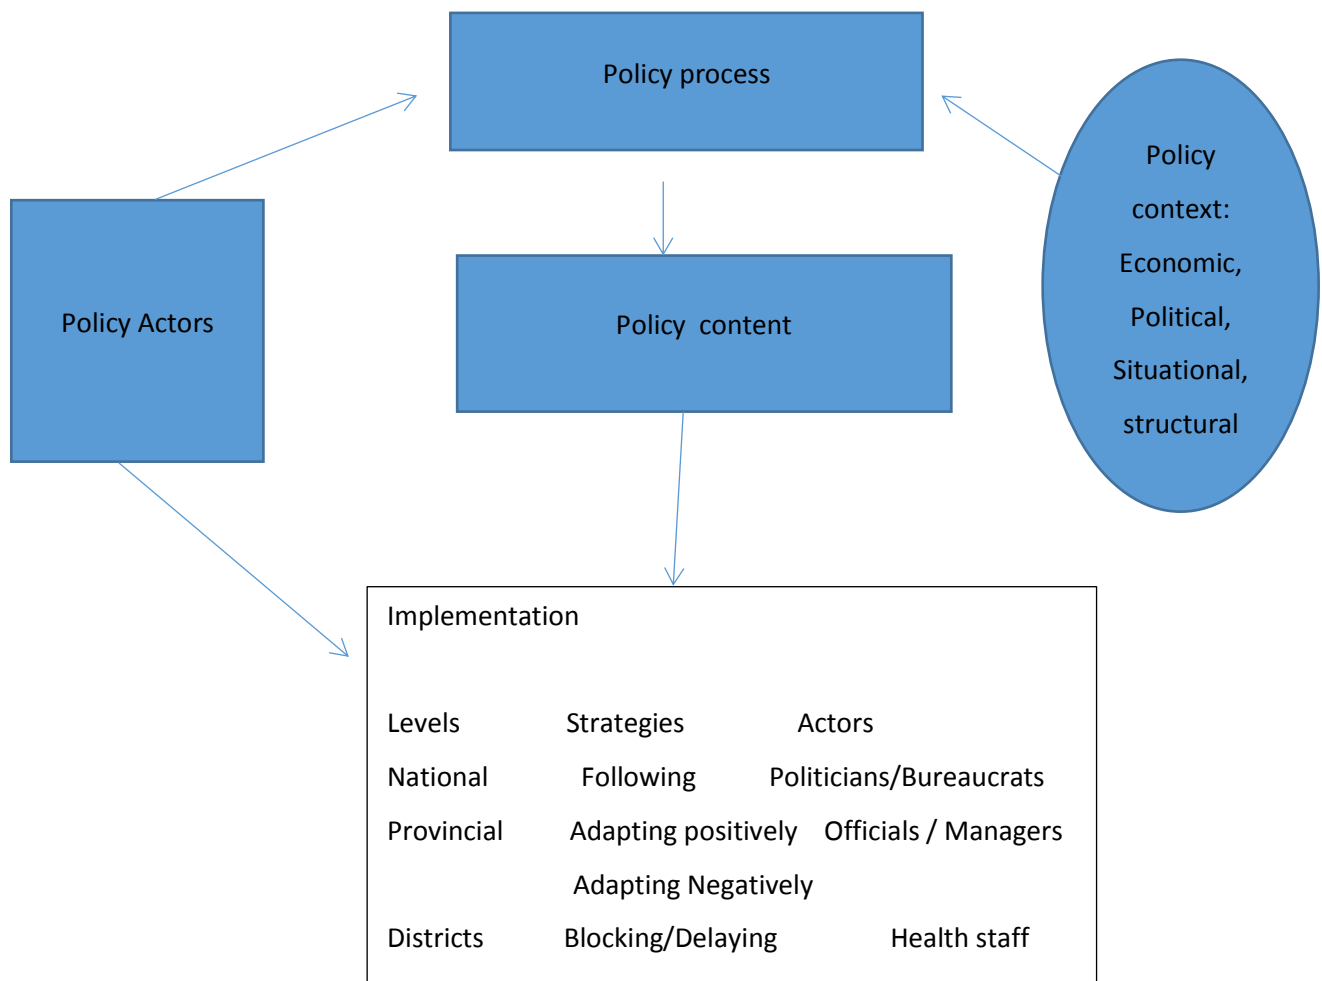 Policy process
Policy
context:
Economic,
Political,
Situational,
structural
Policy Actors
Policy content
Implementation
Levels Strategies Actors
National Following Politicians/Bureaucrats
Provincial Adapting positively Officials / Managers
Adapting Negatively
Districts Blocking/Delaying Health staff